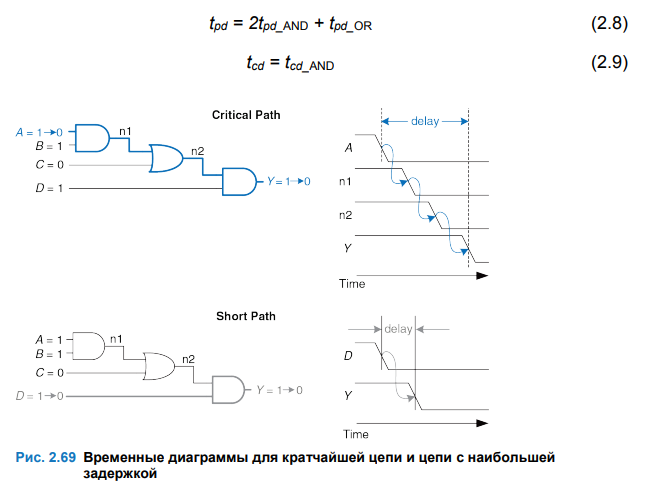 tpd = 2tpd_AND + tpd_OR (2.8)
tcd = tcd_AND (2.9)
Critical Path
A = 1→0
B = 1
C = 0
D = 1
n1
n2
Y = 1→0
delay
A
n1
n2
Y
Time
Short Path
A = 1
B = 1
C = 0
D = 1→0
n1
n2
Y = 1→0
delay
D
Y
Time
Рис. 2.69 Временные диаграммы для кратчайшей цепи и цепи с наибольшей
задержкой